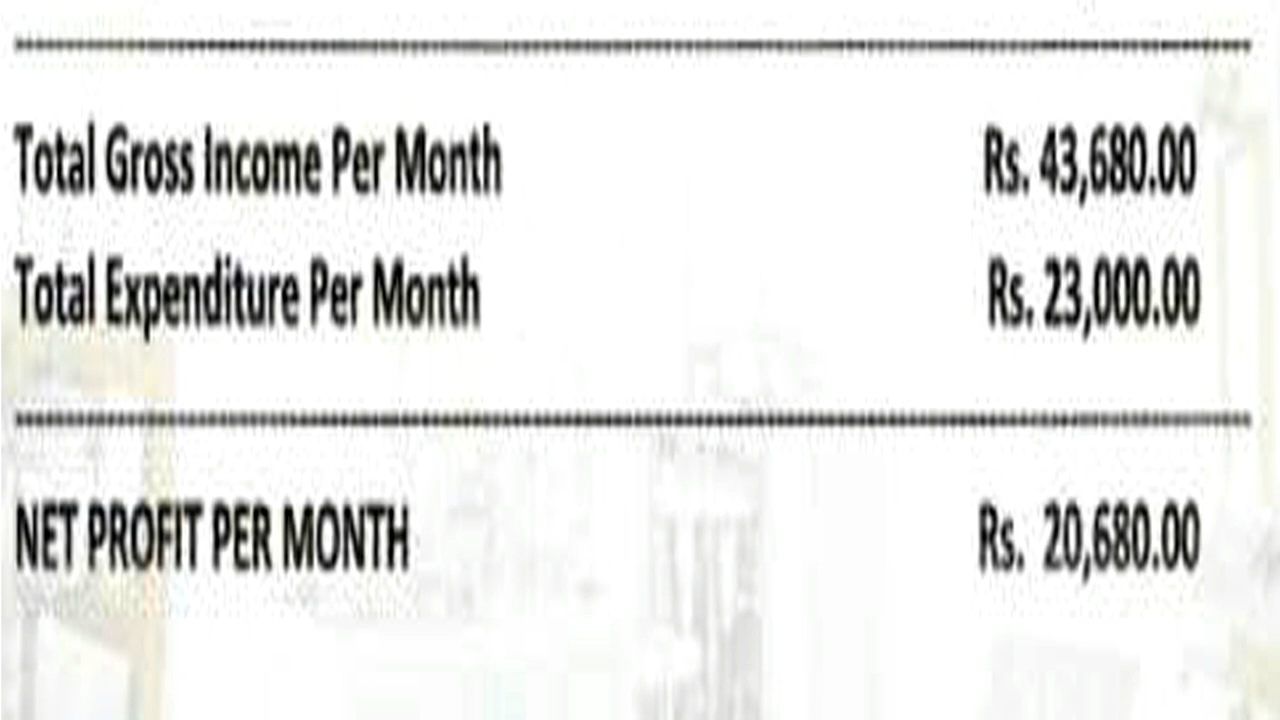 Total Gross Income Per Month Rs. 43,680.00
Total Expenditure Per Month Rs. 23,000.00
NET PROFIT PER MONTH Rs. 20,680.00